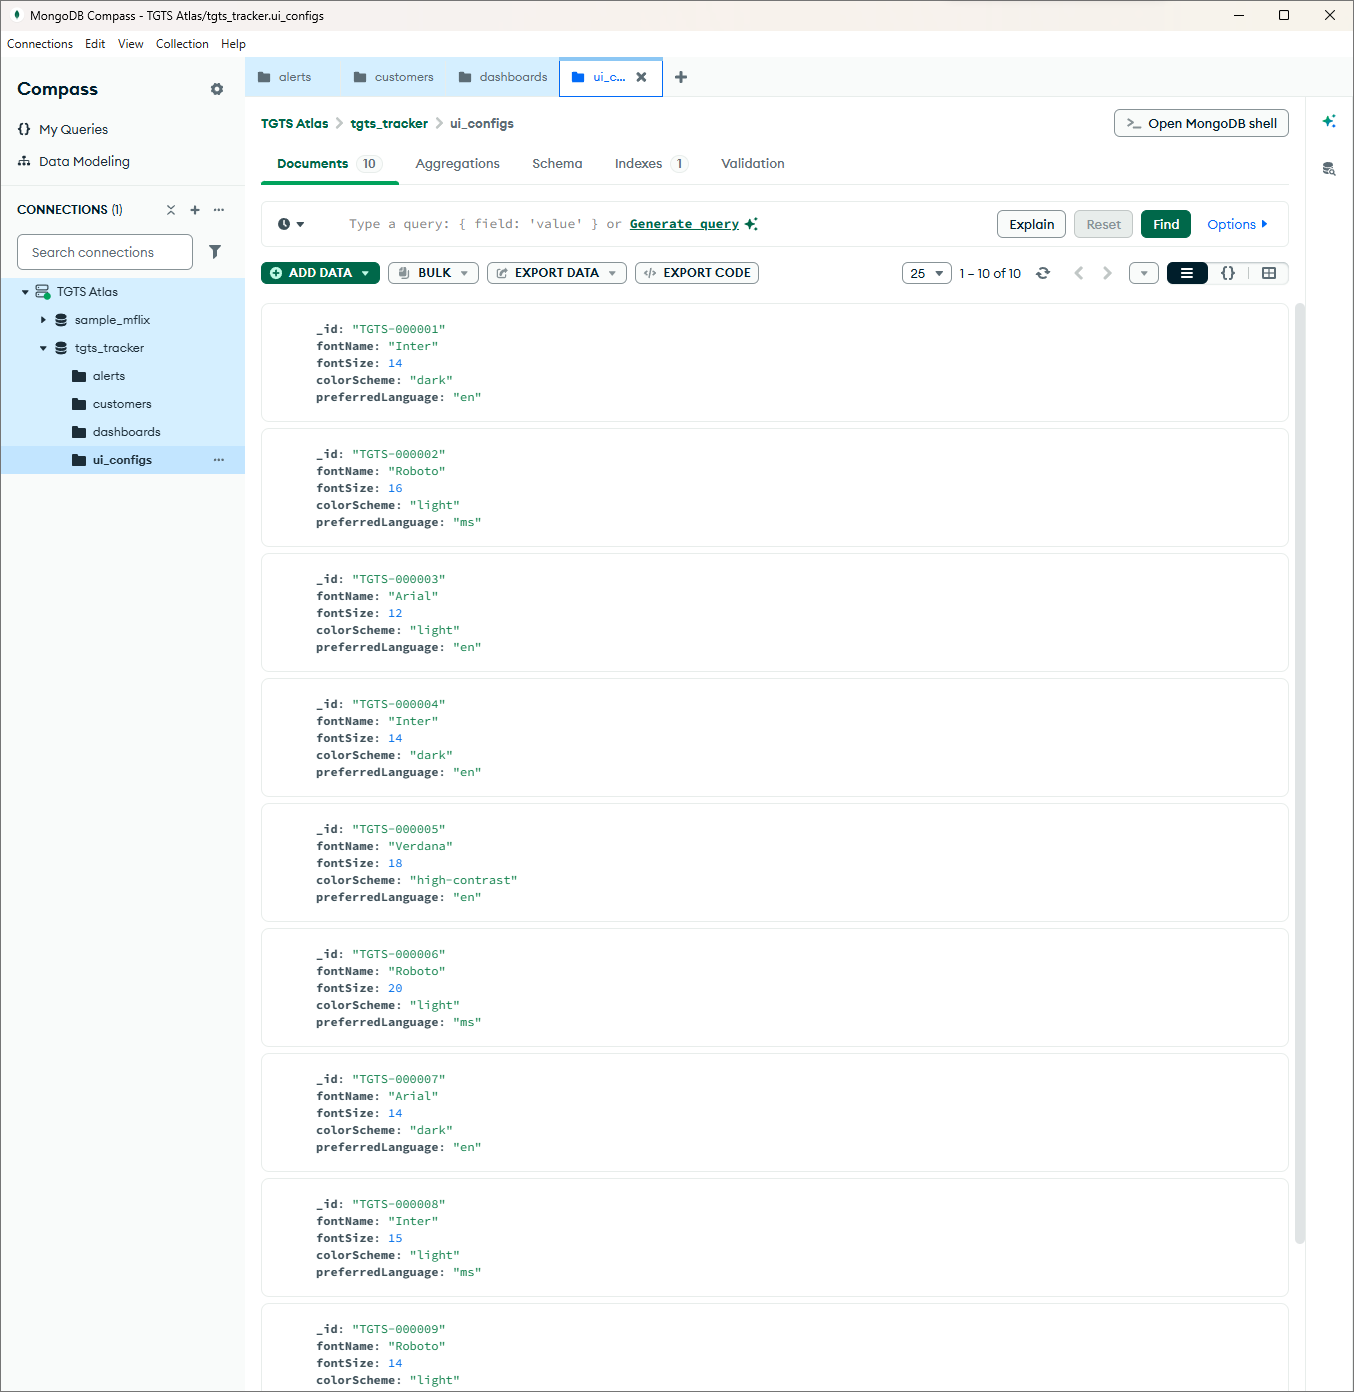 MongoDB Compass - TGTS Atlas/tgts_tracker.ui_configs
Connections Edit View Collection Help
Compass
My Queries
Data Modeling
CONNECTIONS (1)
Search connections
TGTS Atlas
sample_mflix
tgts_tracker
alerts
customers
dashboards
ui_configs
alerts customers dashboards ui_c...
TGTS Atlas tgts_tracker ui_configs
>_ Open MongoDB shell
Documents 10 Aggregations Schema Indexes 1 Validation
Type a query: { field: 'value' } or Generate query
Explain Reset Find Options
ADD DATA BULK EXPORT DATA EXPORT CODE
25 1 – 10 of 10
_id: "TGTS-000001"
fontName: "Inter"
fontSize: 14
colorScheme: "dark"
preferredLanguage: "en"
_id: "TGTS-000002"
fontName: "Roboto"
fontSize: 16
colorScheme: "light"
preferredLanguage: "ms"
_id: "TGTS-000003"
fontName: "Arial"
fontSize: 12
colorScheme: "light"
preferredLanguage: "en"
_id: "TGTS-000004"
fontName: "Inter"
fontSize: 14
colorScheme: "dark"
preferredLanguage: "en"
_id: "TGTS-000005"
fontName: "Verdana"
fontSize: 18
colorScheme: "high-contrast"
preferredLanguage: "en"
_id: "TGTS-000006"
fontName: "Roboto"
fontSize: 20
colorScheme: "light"
preferredLanguage: "ms"
_id: "TGTS-000007"
fontName: "Arial"
fontSize: 14
colorScheme: "dark"
preferredLanguage: "en"
_id: "TGTS-000008"
fontName: "Inter"
fontSize: 15
colorScheme: "light"
preferredLanguage: "ms"
_id: "TGTS-000009"
fontName: "Roboto"
fontSize: 14
colorScheme: "light"